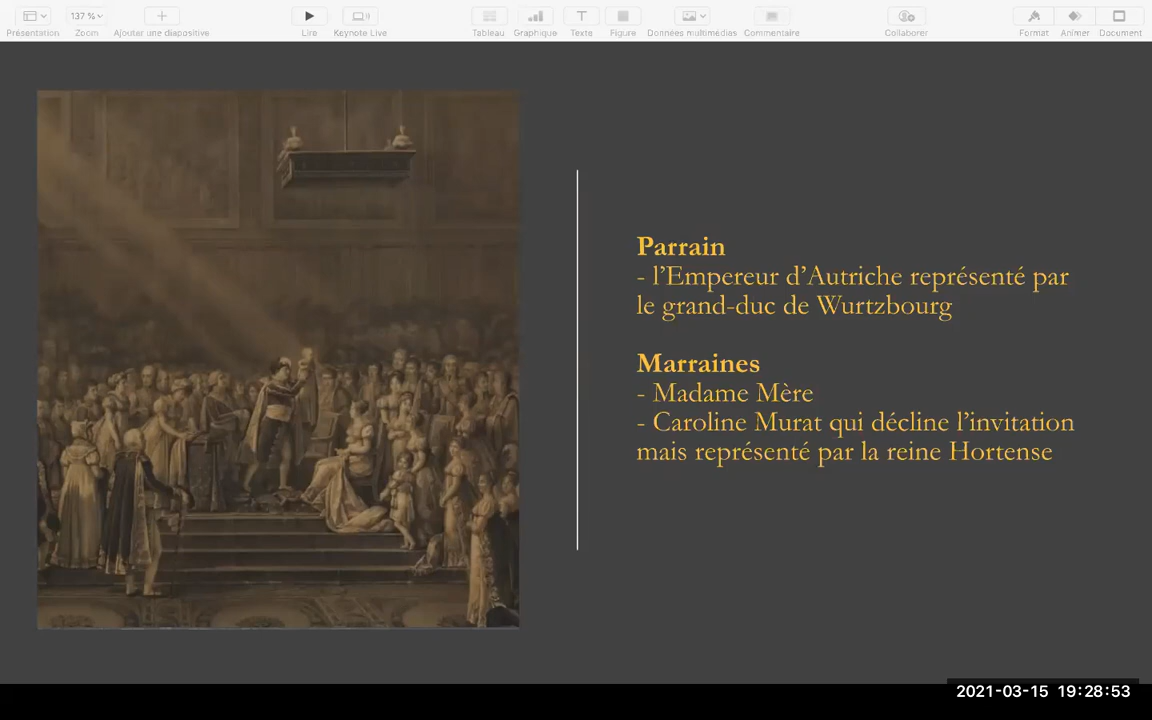 137 %
Présentation
Zoom
Ajouter une diapositive
Lire
Keynote Live
Tableau
Graphique
Texte
Figure
Données multimédias
Commentaire
Collaborer
Format
Animer
Document
Parrain
- l’Empereur d’Autriche représenté par
le grand-duc de Wurtzbourg
Marraines
- Madame Mère
- Caroline Murat qui décline l’invitation
mais représenté par la reine Hortense
2021-03-15 19:28:53